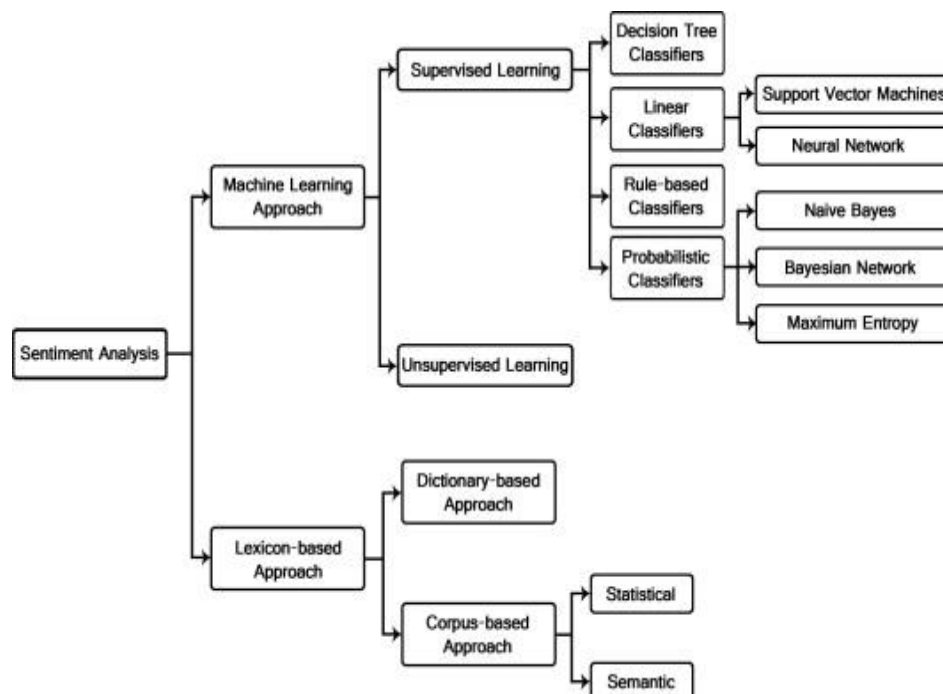 Decision Tree
Classifiers
Supervised Learning
Support Vector Machines
Linear
Classifiers
Neural Network
Machine Learning
Approach
Rule-based
Classifiers
Naive Bayes
Probabilistic
Classifiers
Bayesian Network
Maximum Entropy
Sentiment Analysis
Unsupervised Learning
Dictionary-based
Approach
Lexicon-based
Approach
Statistical
Corpus-based
Approach
Semantic